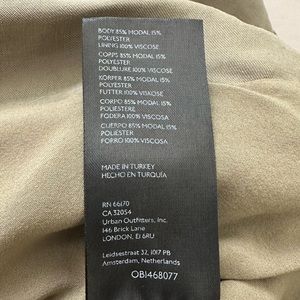 BODY 85% MODAL 15%
POLYESTER
LINING 100% VISCOSE
CORPS 85% MODAL 15%
POLYESTER
DOUBLURE 100% VISCOSE
KÖRPER 85% MODAL 15%
POLYESTER
FUTTER 100% VISKOSE
CORPO 85% MODAL 15%
POLIESTERE
FODERA 100% VISCOSA
CUERPO 85% MODAL 15%
POLIÉSTER
FORRO 100% VISCOSA
MADE IN TURKEY
HECHO EN TURQUÍA
RN 66170
CA 32054
Urban Outfitters, Inc.
146 Brick Lane
LONDON, E1 6RU
Leidsestraat 32, 1017 PB
Amsterdam, Netherlands
OB1468077